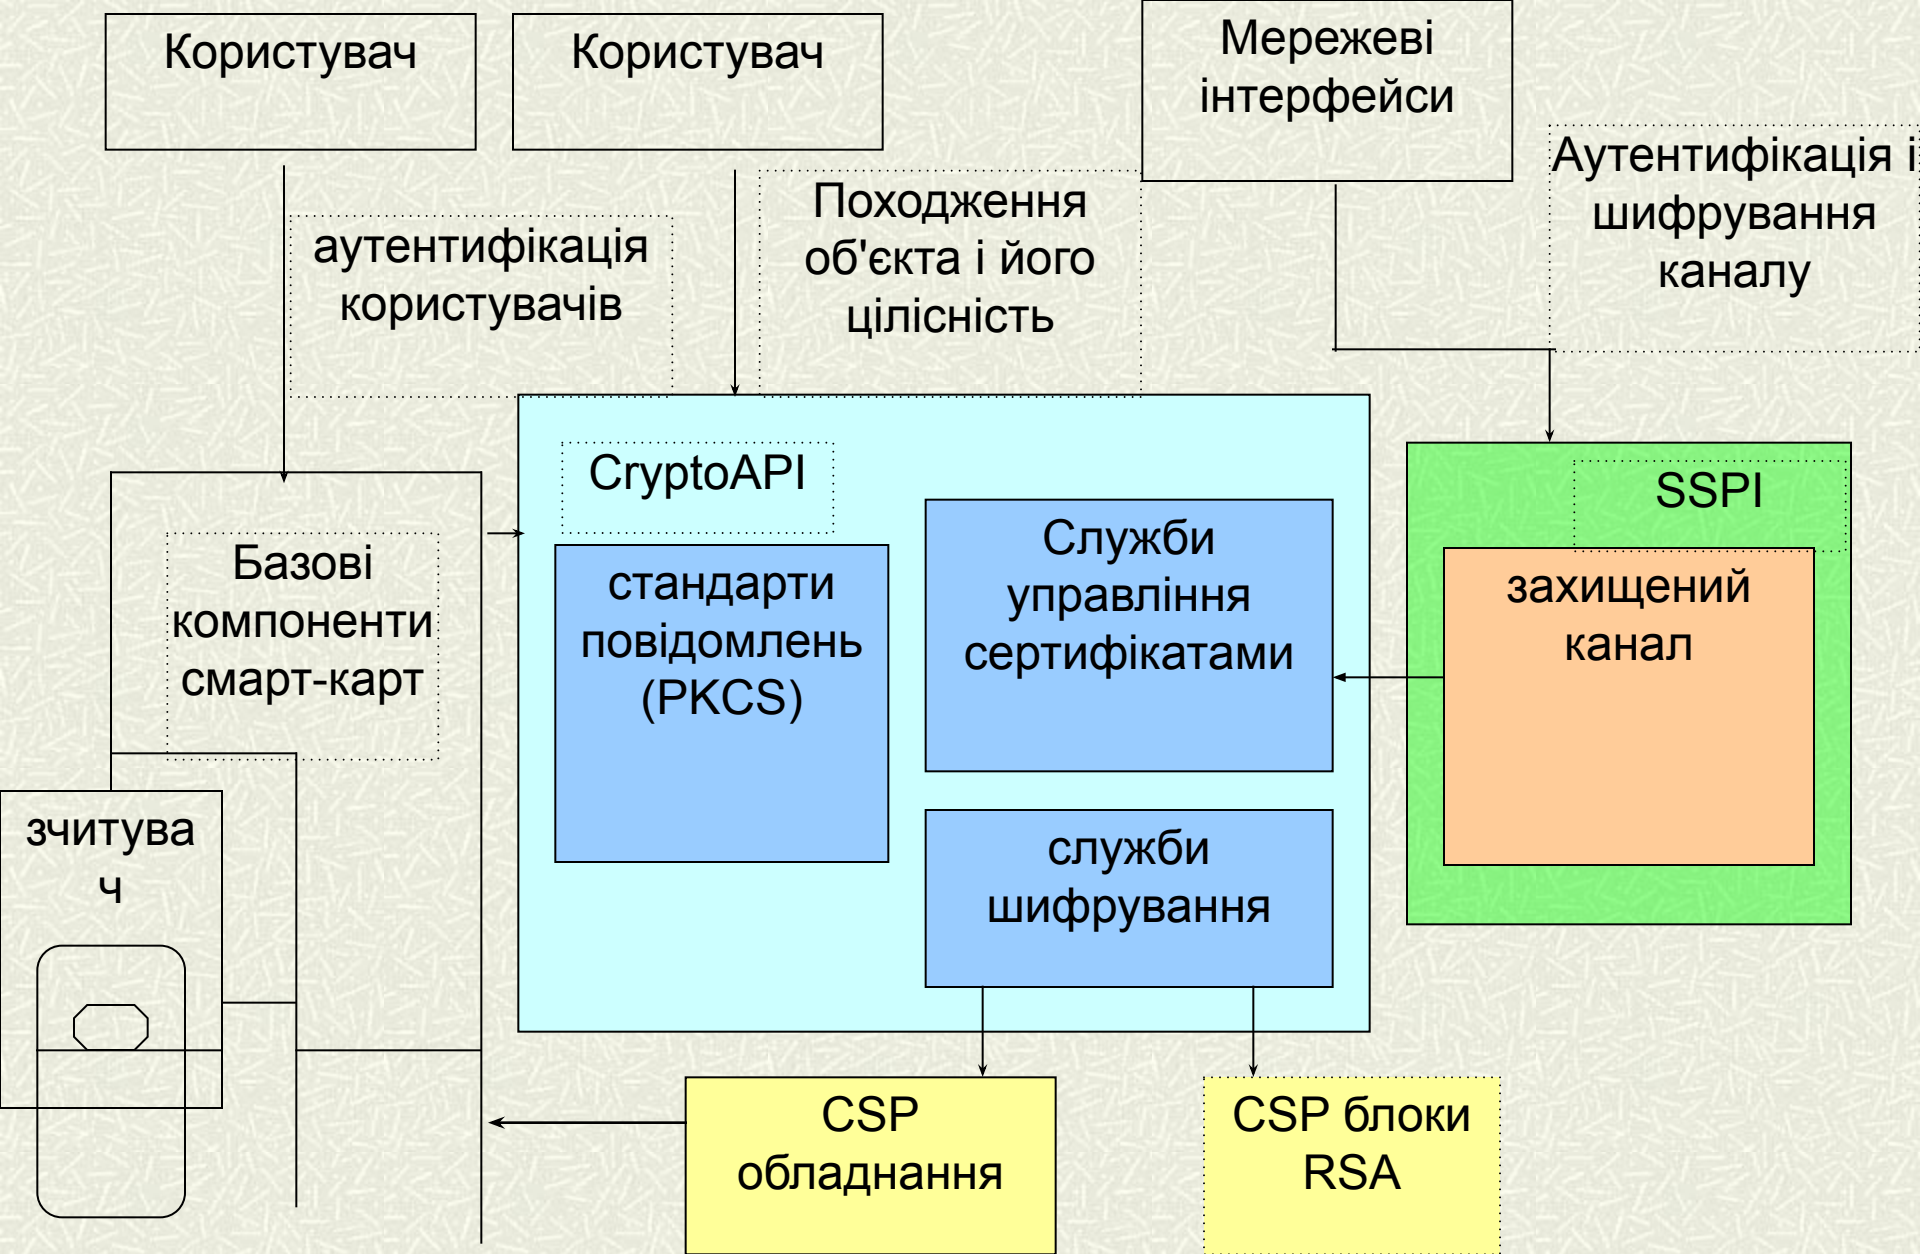 Користувач
Користувач
Мережеві
інтерфейси
Аутентифікація і
шифрування
каналу
Походження
об'єкта і його
цілісність
аутентифікація
користувачів
CryptoAPI
SSPI
Базові
компоненти
смарт-карт
стандарти
повідомлень
(PKCS)
Служби
управління
сертифікатами
захищений
канал
зчитува
ч
служби
шифрування
CSP
обладнання
CSP блоки
RSA